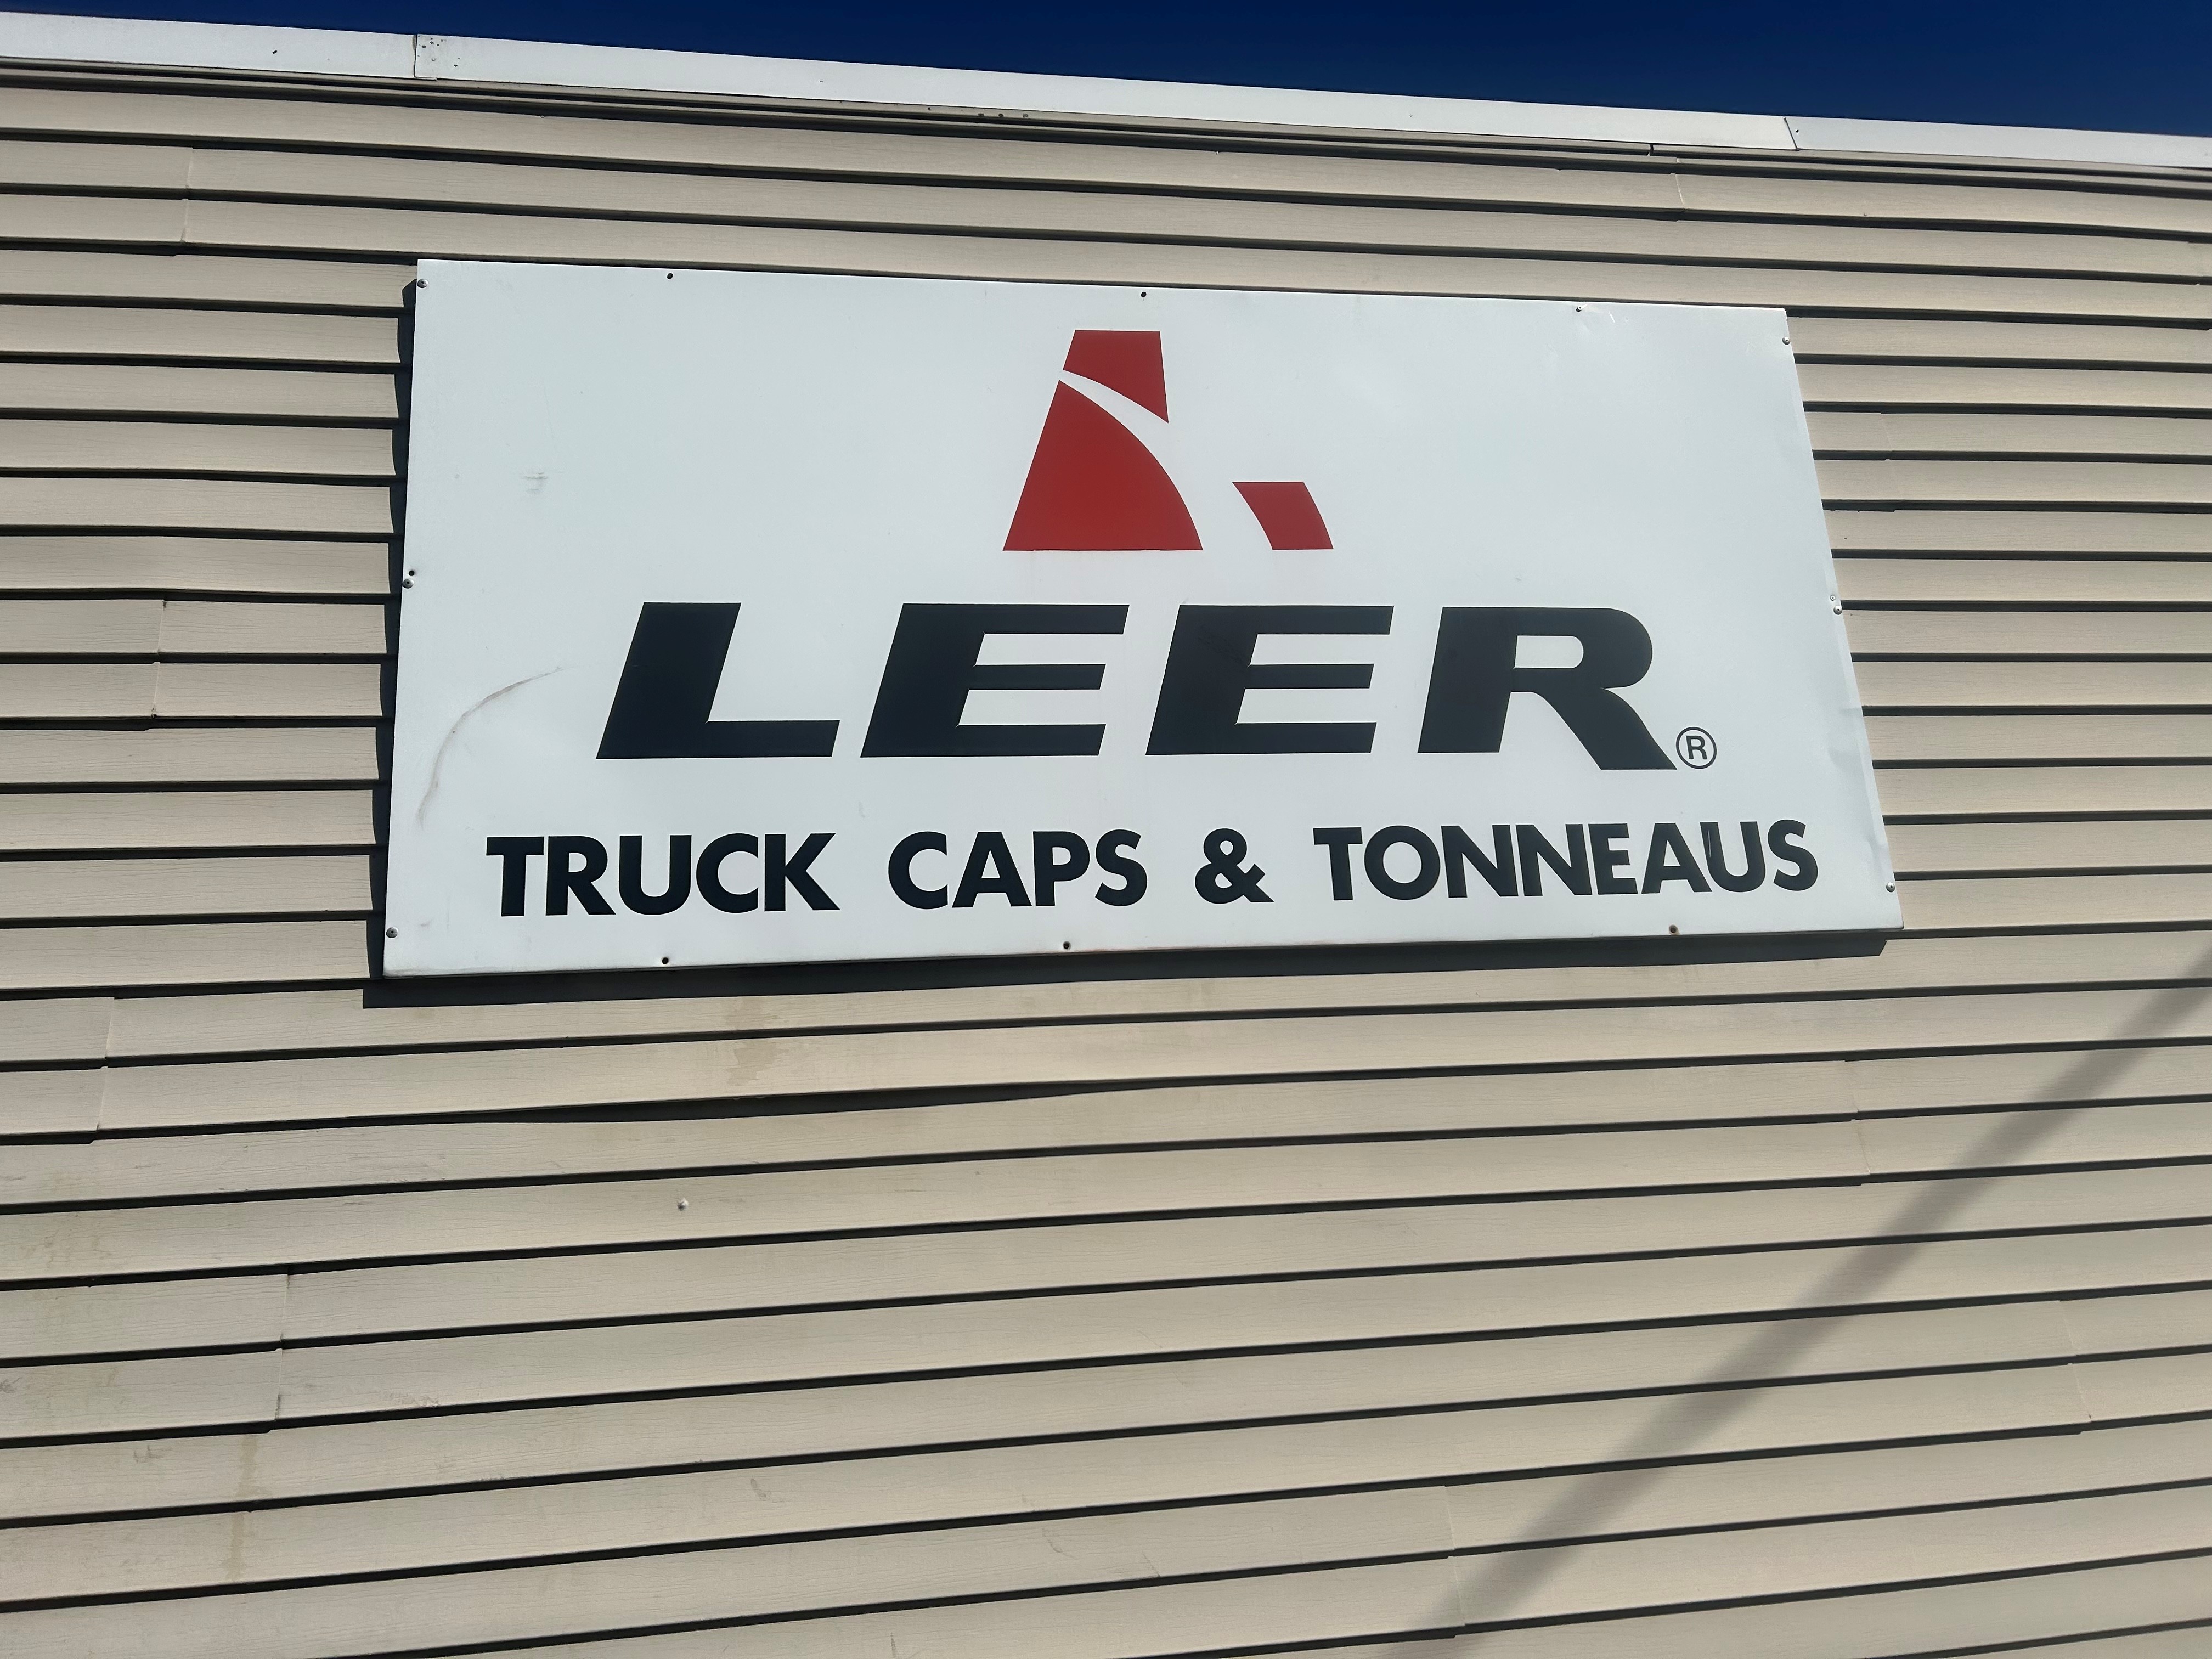 LEER®
TRUCK CAPS & TONNEAUS